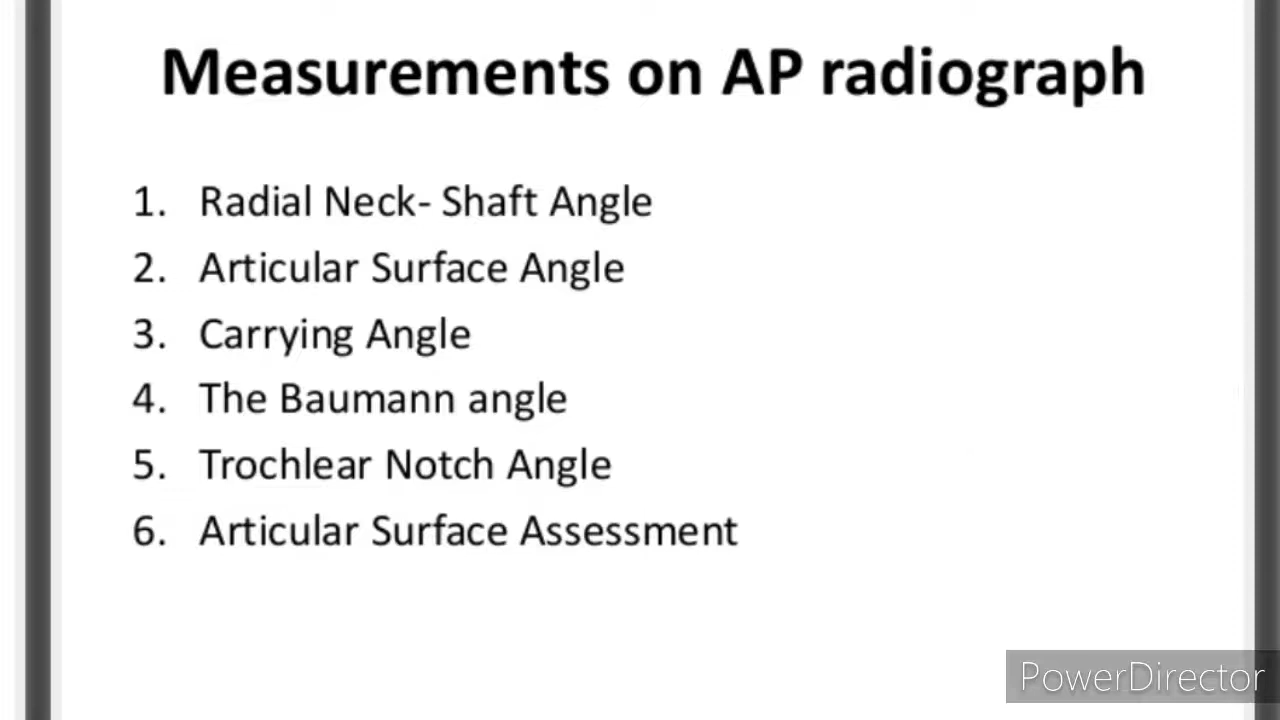 Measurements on AP radiograph
1. Radial Neck- Shaft Angle
2. Articular Surface Angle
3. Carrying Angle
4. The Baumann angle
5. Trochlear Notch Angle
6. Articular Surface Assessment
PowerDirector